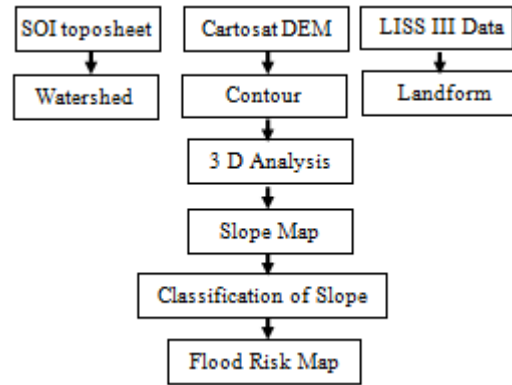 SOI toposheet
Cartosat DEM
LISS III Data
Watershed
Contour
Landform
3 D Analysis
Slope Map
Classification of Slope
Flood Risk Map